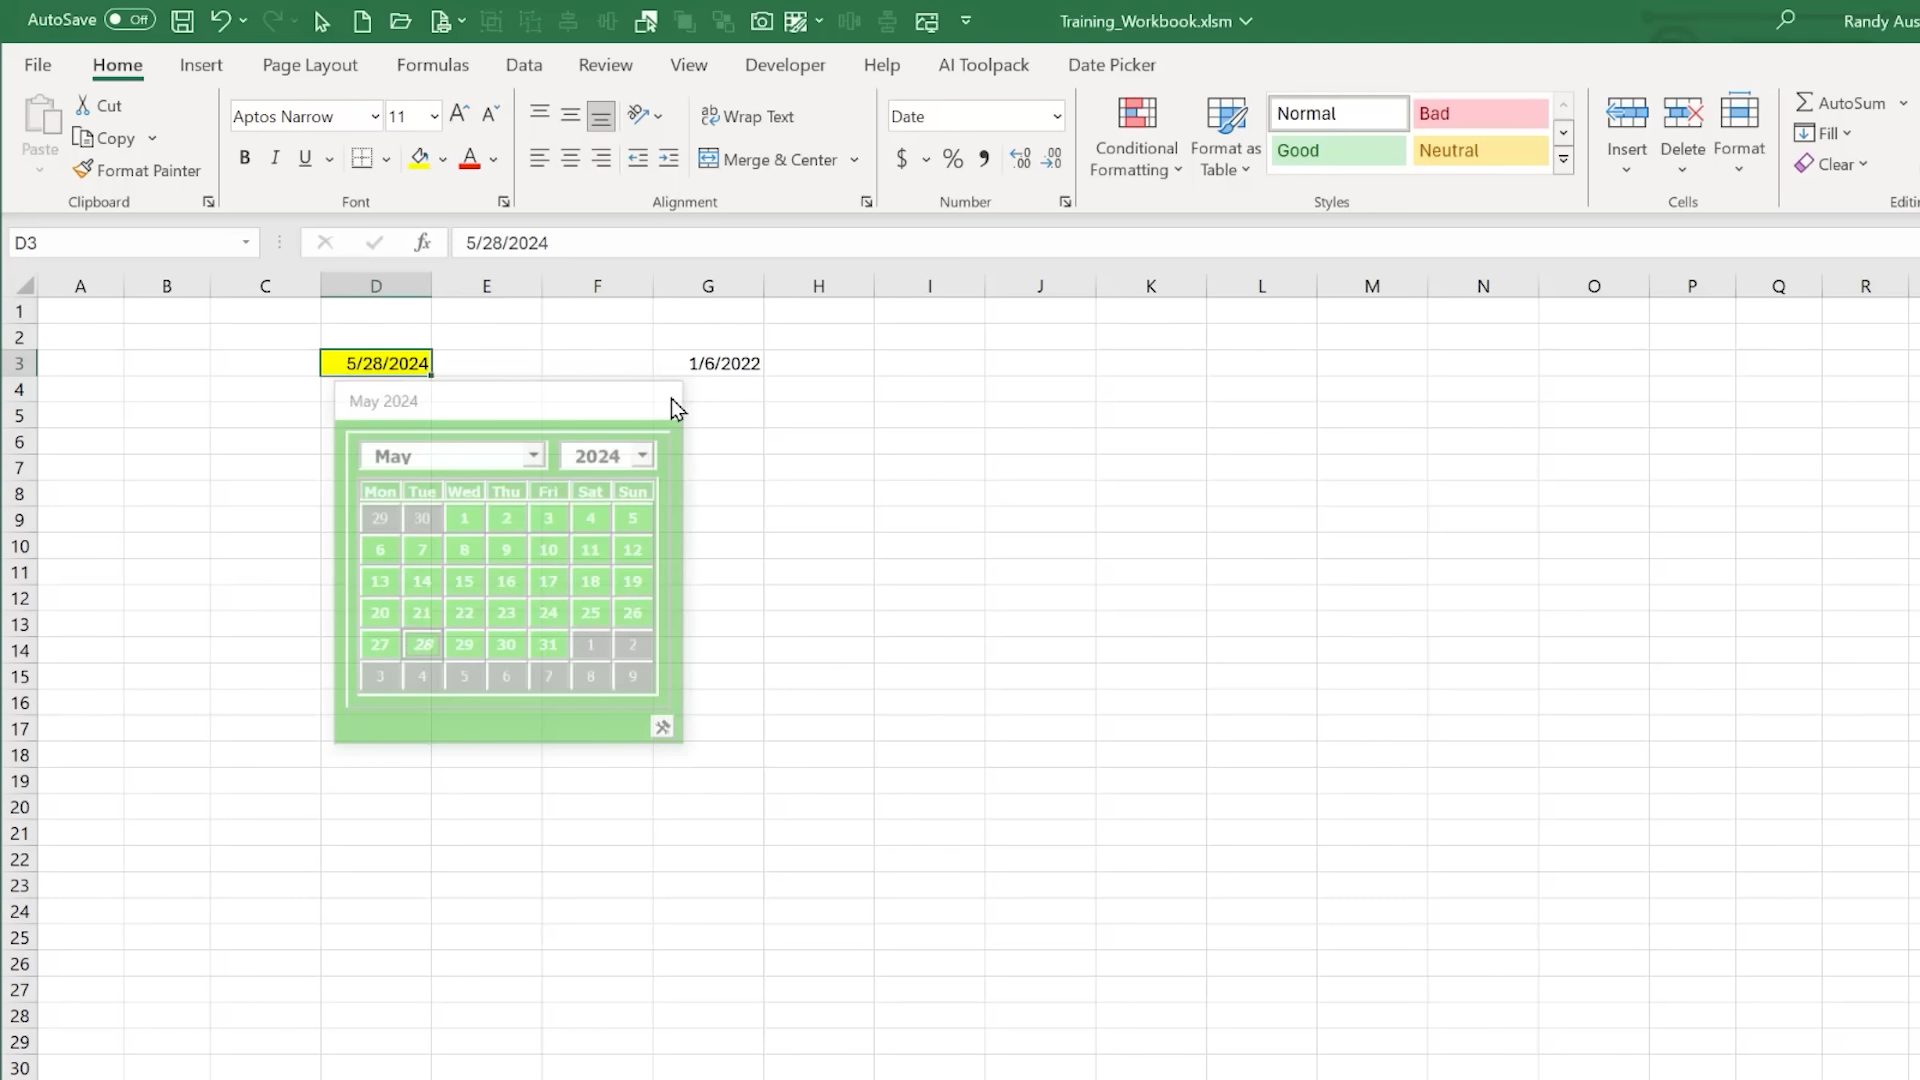 AutoSave Off Training_Workbook.xlsm Randy Aus
File Home Insert Page Layout Formulas Data Review View Developer Help AI Toolpack Date Picker
Paste Cut Copy Format Painter Clipboard
Aptos Narrow 11 A A B I U A Font
ab Wrap Text Merge & Center Alignment
Date $ % 9 .00 Number
Conditional Formatting Format as Table Normal Bad Good Neutral Styles
Insert Delete Format Cells
AutoSum Fill Clear Editin
D3 fx 5/28/2024
A B C D E F G H I J K L M N O P Q R
1
2
3 5/28/2024 1/6/2022
4
5
6
7
8
9
10
11
12
13
14
15
16
17
18
19
20
21
22
23
24
25
26
27
28
29
30
May 2024
May 2024
Mon Tue Wed Thu Fri Sat Sun
29 30 1 2 3 4 5
6 7 8 9 10 11 12
13 14 15 16 17 18 19
20 21 22 23 24 25 26
27 28 29 30 31 1 2
3 4 5 6 7 8 9